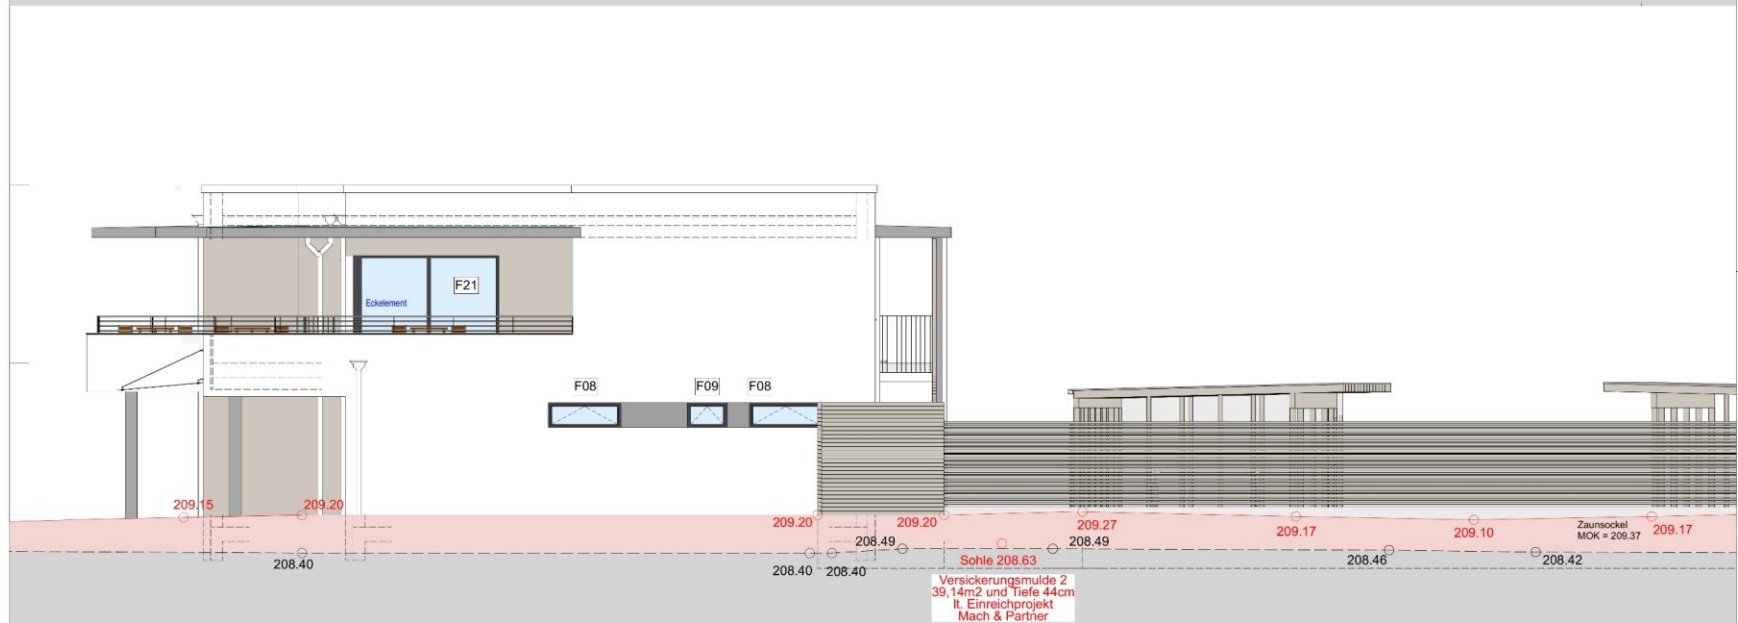 F21
Eckelement
F08
F09
F08
209.15
209.20
209.20
209.20
209.27
209.17
209.10
Zaunsockel
MOK = 209.37
209.17
208.40
208.40
208.40
208.49
208.49
208.46
208.42
Sohle 208.63
Versickerungsmulde 2
39,14m2 und Tiefe 44cm
lt. Einreichprojekt
Mach & Partner